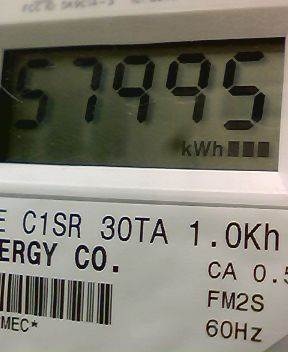 57995
kWh
E C1SR 30TA 1.0Kh
ERGY CO.
CA 0.5
FM2S
60Hz
MEC*